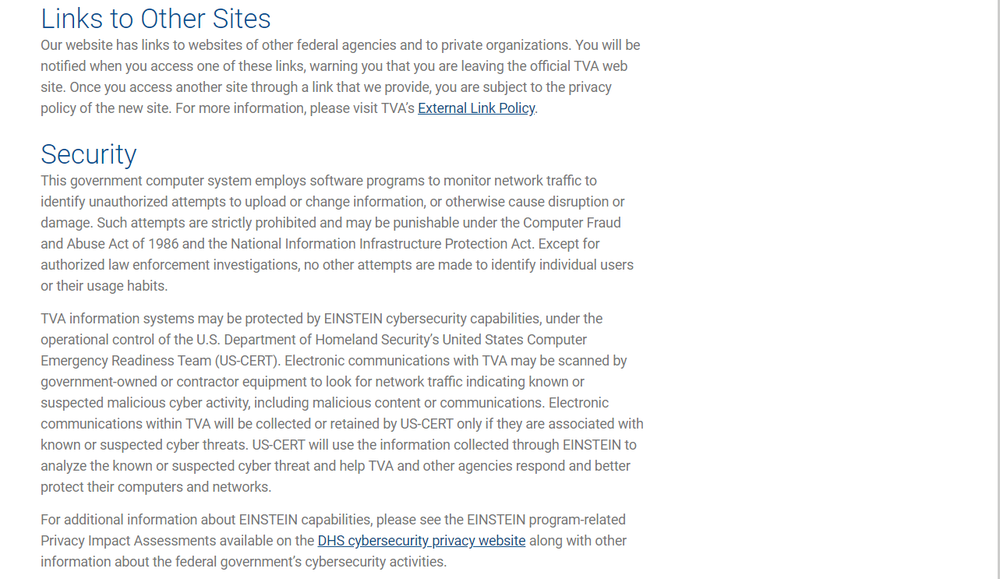 Links to Other Sites
Our website has links to websites of other federal agencies and to private organizations. You will be
notified when you access one of these links, warning you that you are leaving the official TVA web
site. Once you access another site through a link that we provide, you are subject to the privacy
policy of the new site. For more information, please visit TVA’s External Link Policy.
Security
This government computer system employs software programs to monitor network traffic to
identify unauthorized attempts to upload or change information, or otherwise cause disruption or
damage. Such attempts are strictly prohibited and may be punishable under the Computer Fraud
and Abuse Act of 1986 and the National Information Infrastructure Protection Act. Except for
authorized law enforcement investigations, no other attempts are made to identify individual users
or their usage habits.
TVA information systems may be protected by EINSTEIN cybersecurity capabilities, under the
operational control of the U.S. Department of Homeland Security’s United States Computer
Emergency Readiness Team (US-CERT). Electronic communications with TVA may be scanned by
government-owned or contractor equipment to look for network traffic indicating known or
suspected malicious cyber activity, including malicious content or communications. Electronic
communications within TVA will be collected or retained by US-CERT only if they are associated with
known or suspected cyber threats. US-CERT will use the information collected through EINSTEIN to
analyze the known or suspected cyber threat and help TVA and other agencies respond and better
protect their computers and networks.
For additional information about EINSTEIN capabilities, please see the EINSTEIN program-related
Privacy Impact Assessments available on the DHS cybersecurity privacy website along with other
information about the federal government’s cybersecurity activities.